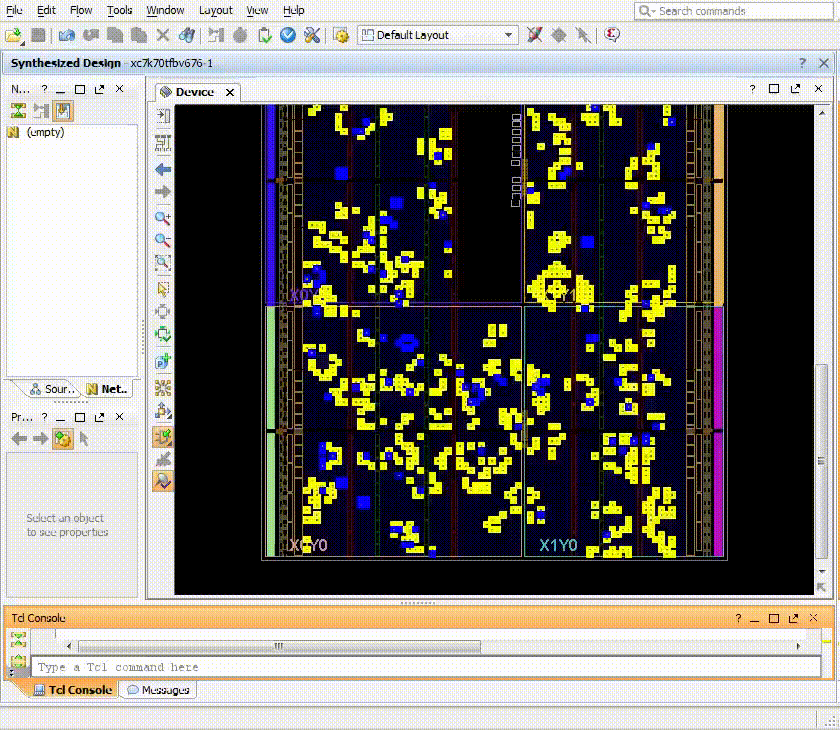 File Edit Flow Tools Window Layout View Help
Search commands
Default Layout
Synthesized Design - xc7k70tfbv676-1
N... ?
Device
?
(empty)
Sour.. Net..
Pr... ?
Select an object
to see properties
X0Y0 X1Y0
Tcl Console
?
Type a Tcl command here
Tcl Console Messages